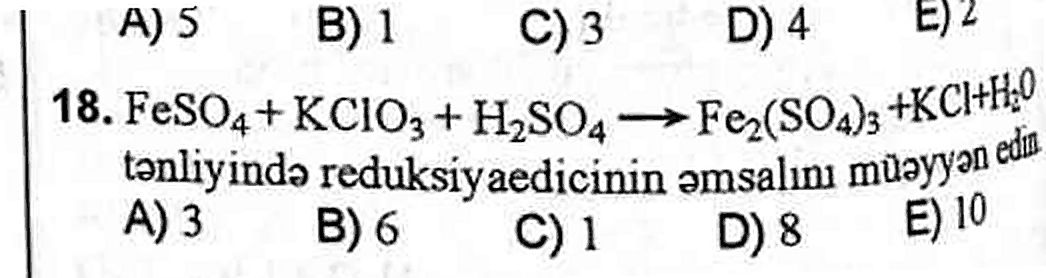 A) 5 B) 1 C) 3 D) 4 E) 2
18. FeSO₄ + KClO₃ + H₂SO₄ → Fe₂(SO₄)₃ +KCl+H₂O
tənliyində reduksiyaedicinin əmsalını müəyyən edin
A) 3 B) 6 C) 1 D) 8 E) 10